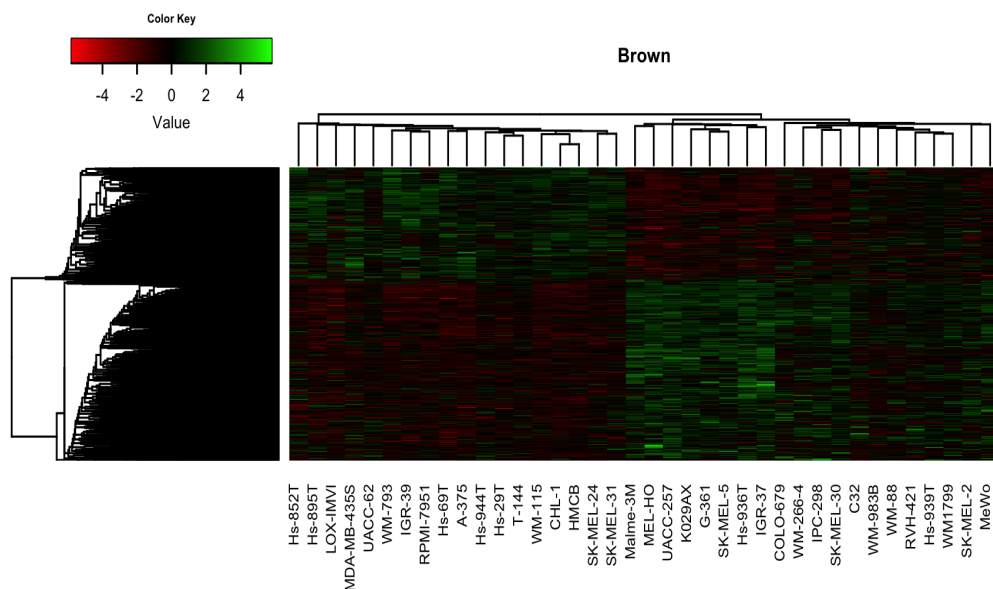 Color Key
-4 -2 0 2 4
Value
Brown
Hs-852T
Hs-895T
LOX-IMVI
MDA-MB-435S
UACC-62
WM-793
IGR-39
RPMI-7951
Hs-69T
A-375
Hs-944T
Hs-29T
T-144
WM-115
CHL-1
HMCB
SK-MEL-24
SK-MEL-31
Malme-3M
MEL-HO
UACC-257
K029AX
G-361
SK-MEL-5
Hs-936T
IGR-37
COLO-679
WM-266-4
IPC-298
SK-MEL-30
C32
WM-983B
WM-88
RVH-421
Hs-939T
WM1799
SK-MEL-2
MeWo